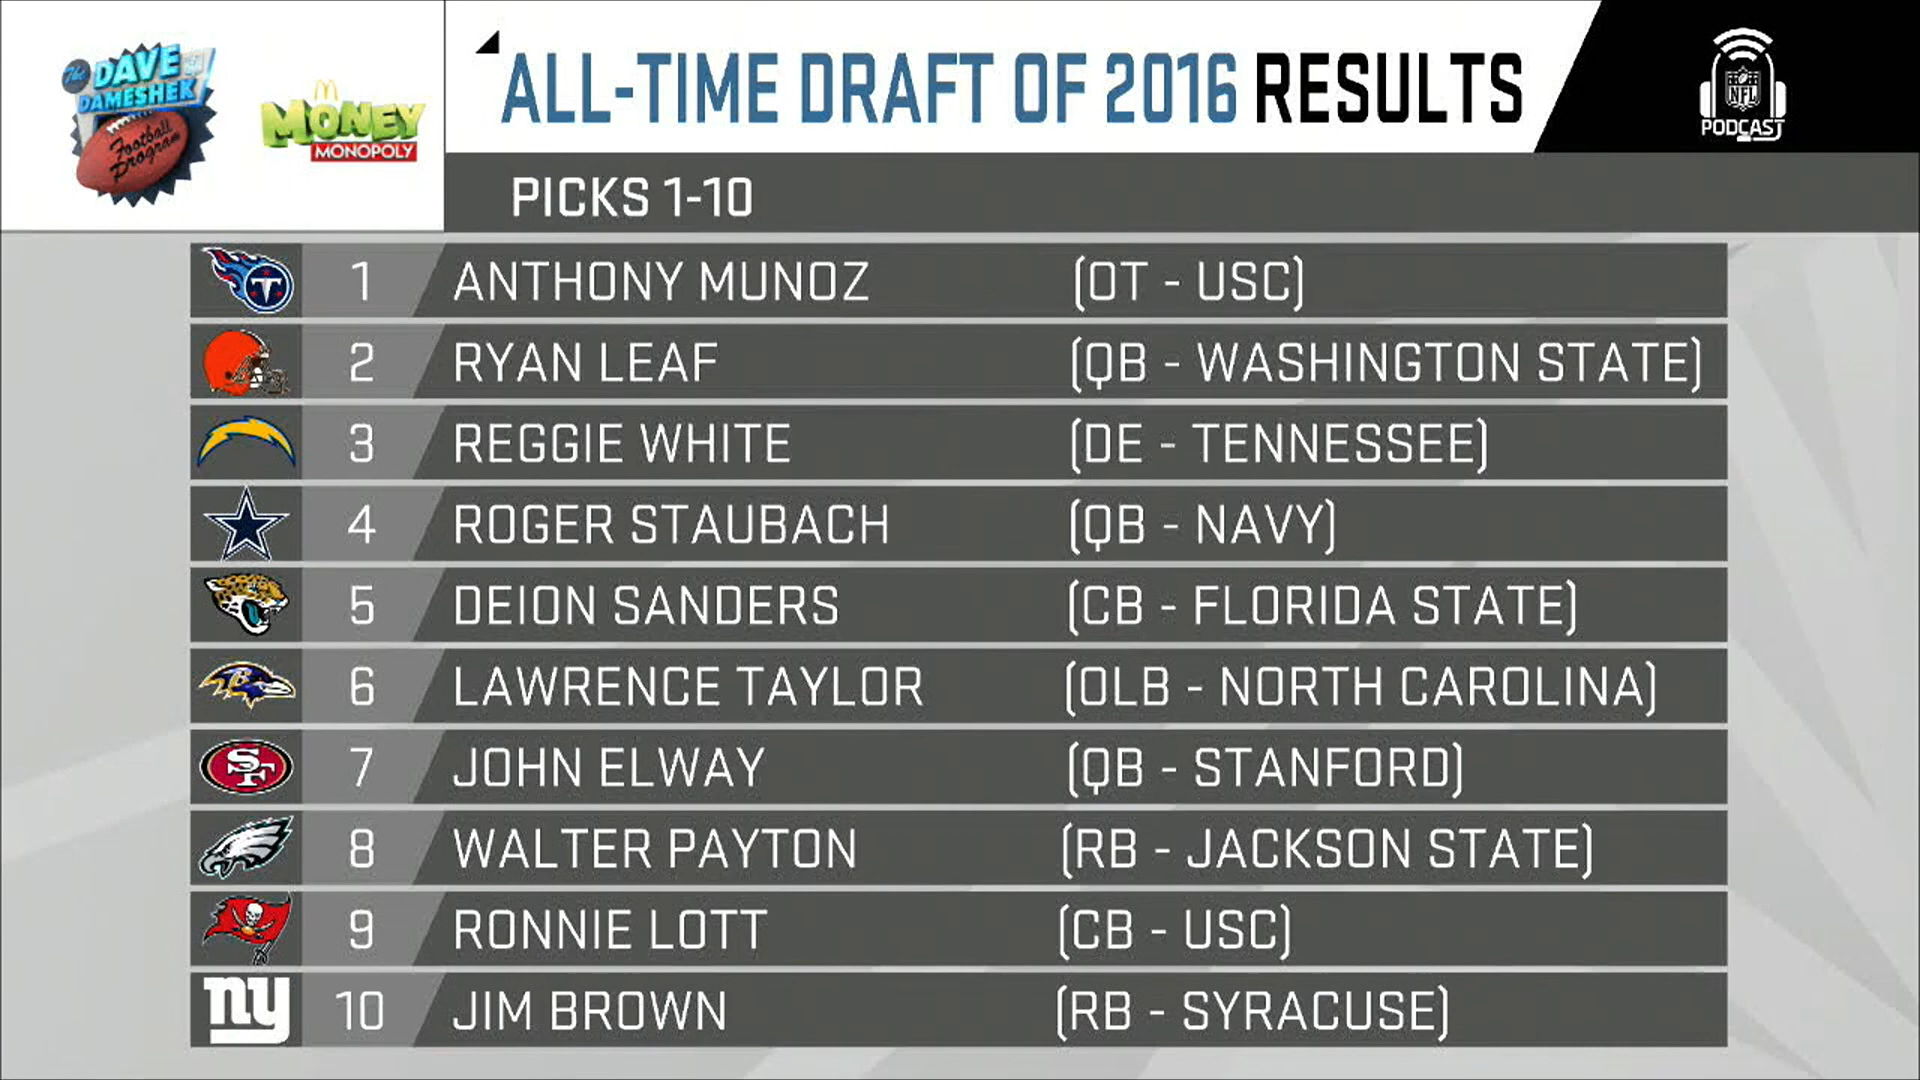 The DAVE
DAMESHEK
Football
Program
MONEY
MONOPOLY
ALL-TIME DRAFT OF 2016 RESULTS
NFL
PODCAST
PICKS 1-10
T 1 ANTHONY MUNOZ (OT - USC)
2 RYAN LEAF (QB - WASHINGTON STATE)
3 REGGIE WHITE (DE - TENNESSEE)
4 ROGER STAUBACH (QB - NAVY)
5 DEION SANDERS (CB - FLORIDA STATE)
B 6 LAWRENCE TAYLOR (OLB - NORTH CAROLINA)
SF 7 JOHN ELWAY (QB - STANFORD)
8 WALTER PAYTON (RB - JACKSON STATE)
9 RONNIE LOTT (CB - USC)
ny 10 JIM BROWN (RB - SYRACUSE)